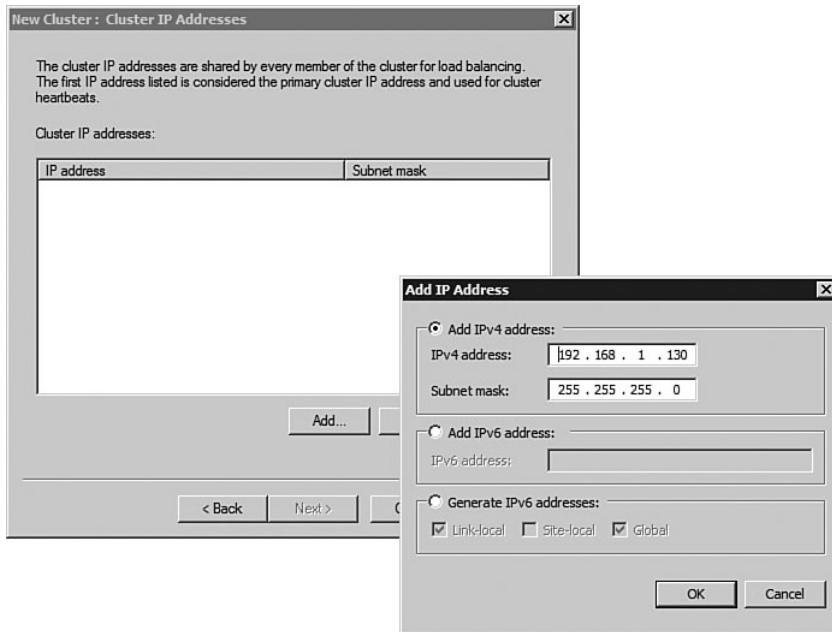 New Cluster : Cluster IP Addresses
The cluster IP addresses are shared by every member of the cluster for load balancing.
The first IP address listed is considered the primary cluster IP address and used for cluster
heartbeats.
Cluster IP addresses:
IP address Subnet mask
Add...
< Back Next >
Add IP Address
Add IPv4 address:
IPv4 address: 192 . 168 . 1 . 130
Subnet mask: 255 . 255 . 255 . 0
Add IPv6 address:
IPv6 address:
Generate IPv6 addresses:
Link-local Site-local Global
OK Cancel